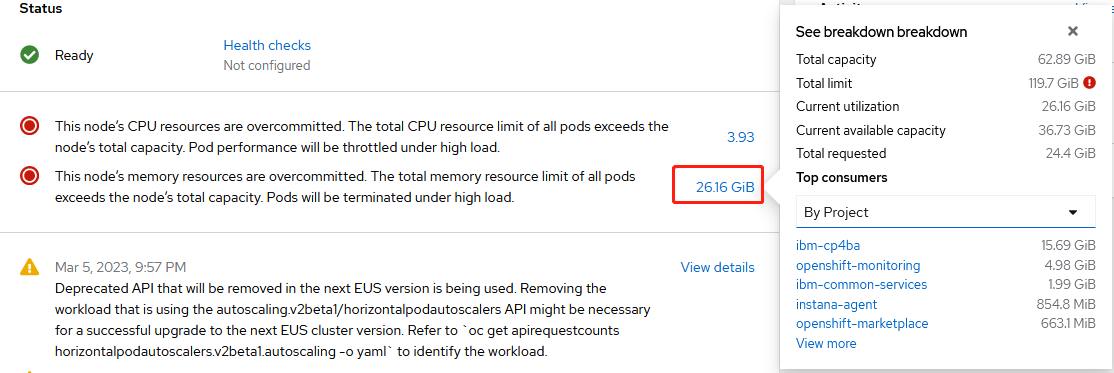 Status
Ready
Health checks
Not configured
This node's CPU resources are overcommitted. The total CPU resource limit of all pods exceeds the
node's total capacity. Pod performance will be throttled under high load.
3.93
This node's memory resources are overcommitted. The total memory resource limit of all pods
exceeds the node's total capacity. Pods will be terminated under high load.
26.16 GiB
Mar 5, 2023, 9:57 PM
View details
Deprecated API that will be removed in the next EUS version is being used. Removing the
workload that is using the autoscaling.v2beta1/horizontalpodautoscalers API might be necessary
for a successful upgrade to the next EUS cluster version. Refer to `oc get apirequestcounts
horizontalpodautoscalers.v2beta1.autoscaling -o yaml` to identify the workload.
See breakdown breakdown
Total capacity 62.89 GiB
Total limit 119.7 GiB
Current utilization 26.16 GiB
Current available capacity 36.73 GiB
Total requested 24.4 GiB
Top consumers
By Project
ibm-cp4ba 15.69 GiB
openshift-monitoring 4.98 GiB
ibm-common-services 1.99 GiB
instana-agent 854.8 MiB
openshift-marketplace 663.1 MiB
View more